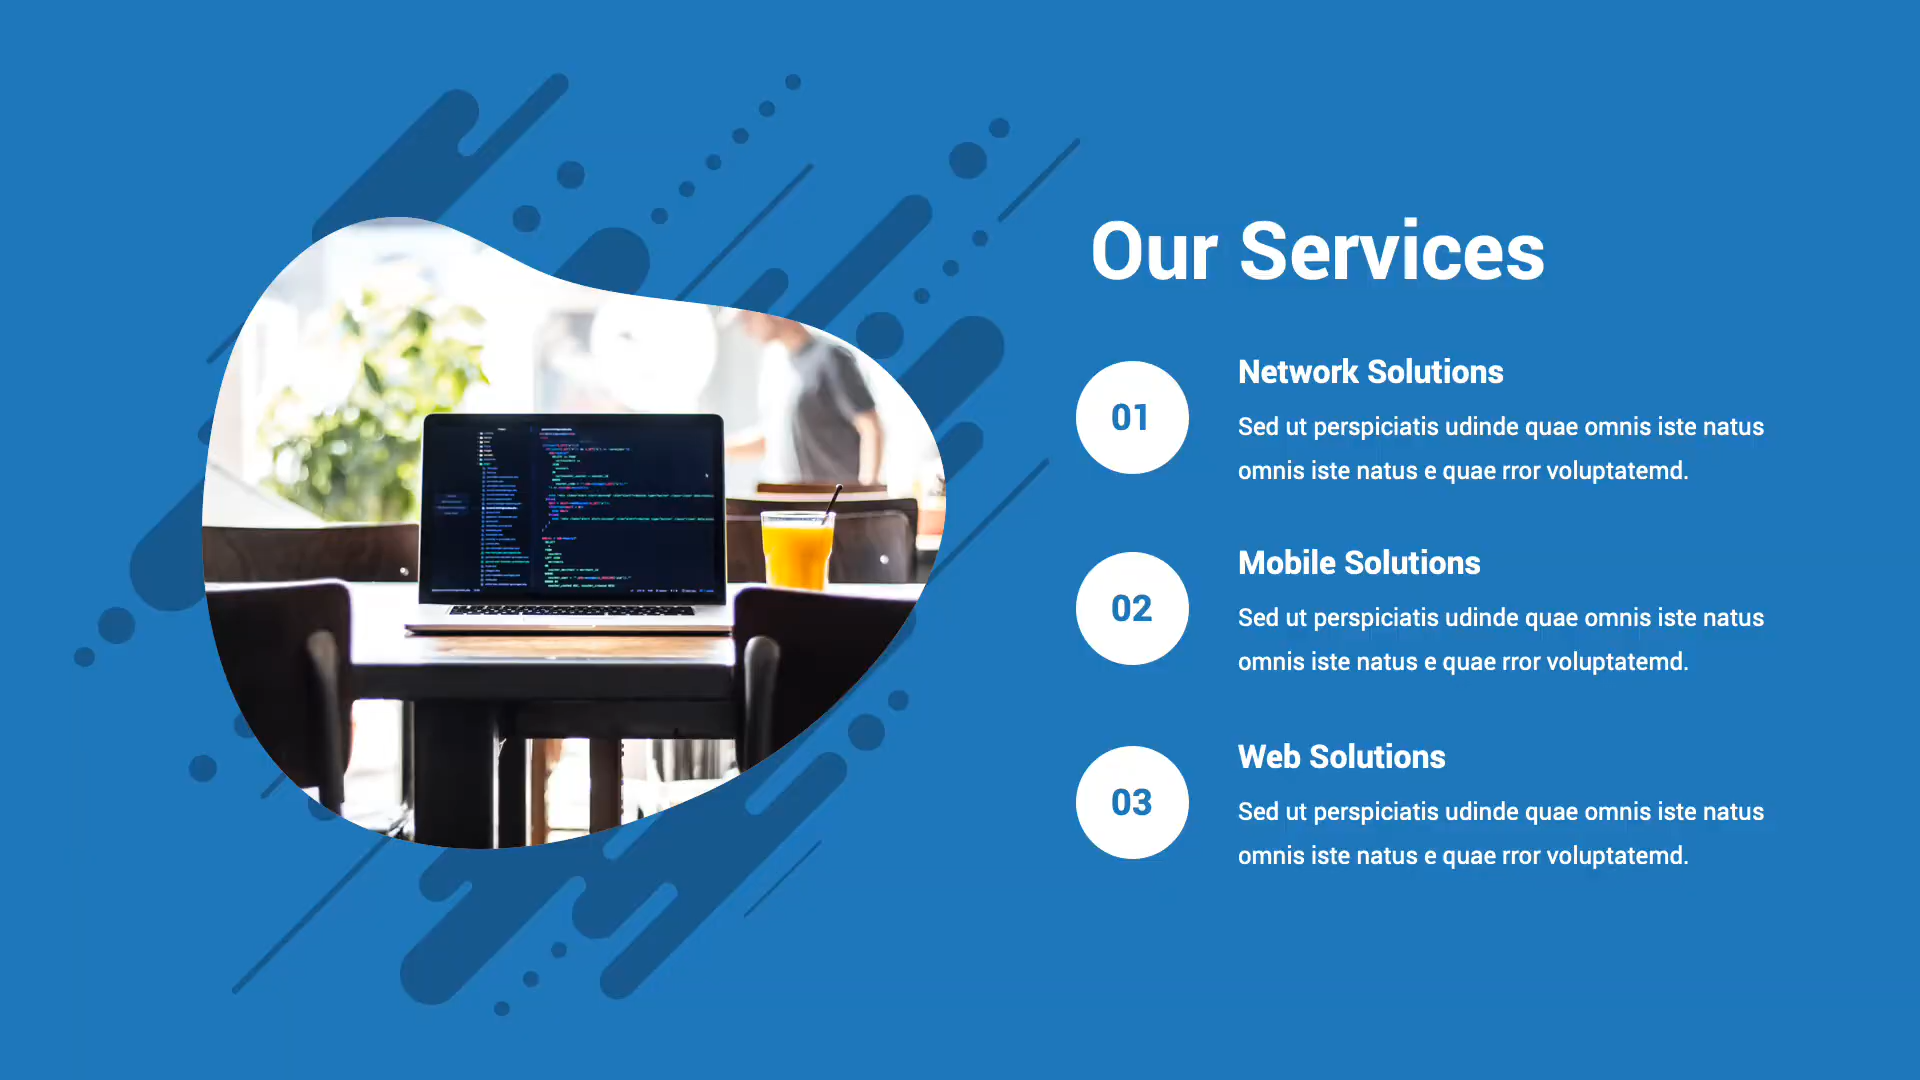 Our Services
01
Network Solutions
Sed ut perspiciatis udinde quae omnis iste natus
omnis iste natus e quae rror voluptatemd.
02
Mobile Solutions
Sed ut perspiciatis udinde quae omnis iste natus
omnis iste natus e quae rror voluptatemd.
03
Web Solutions
Sed ut perspiciatis udinde quae omnis iste natus
omnis iste natus e quae rror voluptatemd.